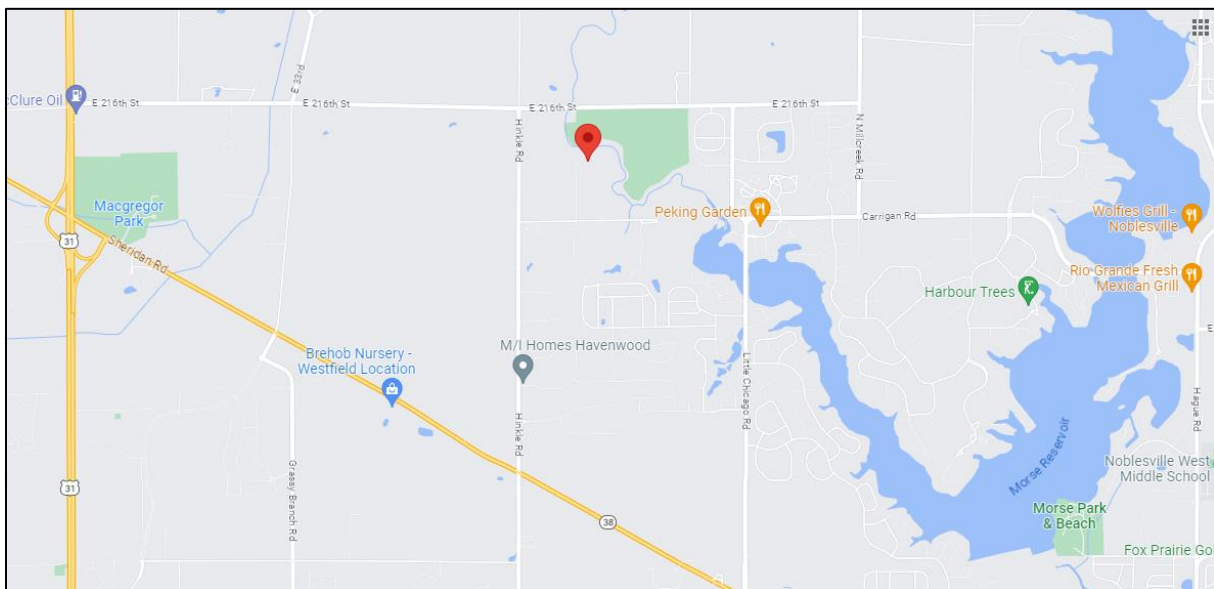 cClure Oil
E 216th St
E 216th St
E 216th St
E 216th St
E 33rd
Hinkle Rd
N Millcreek Rd
Macgregor
Park
31
Sheridan Rd
Peking Garden
Carrigan Rd
Wolfies Grill -
Noblesville
Rio Grande Fresh
Mexican Grill
Harbour Trees
E
M/I Homes Havenwood
Brehob Nursery -
Westfield Location
Little Chicago Rd
Hague Rd
Hinkle Rd
Morse Reservoir
Grassy Branch Rd
Noblesville West
Middle School
31
38
Morse Park
& Beach
Fox Prairie Gol